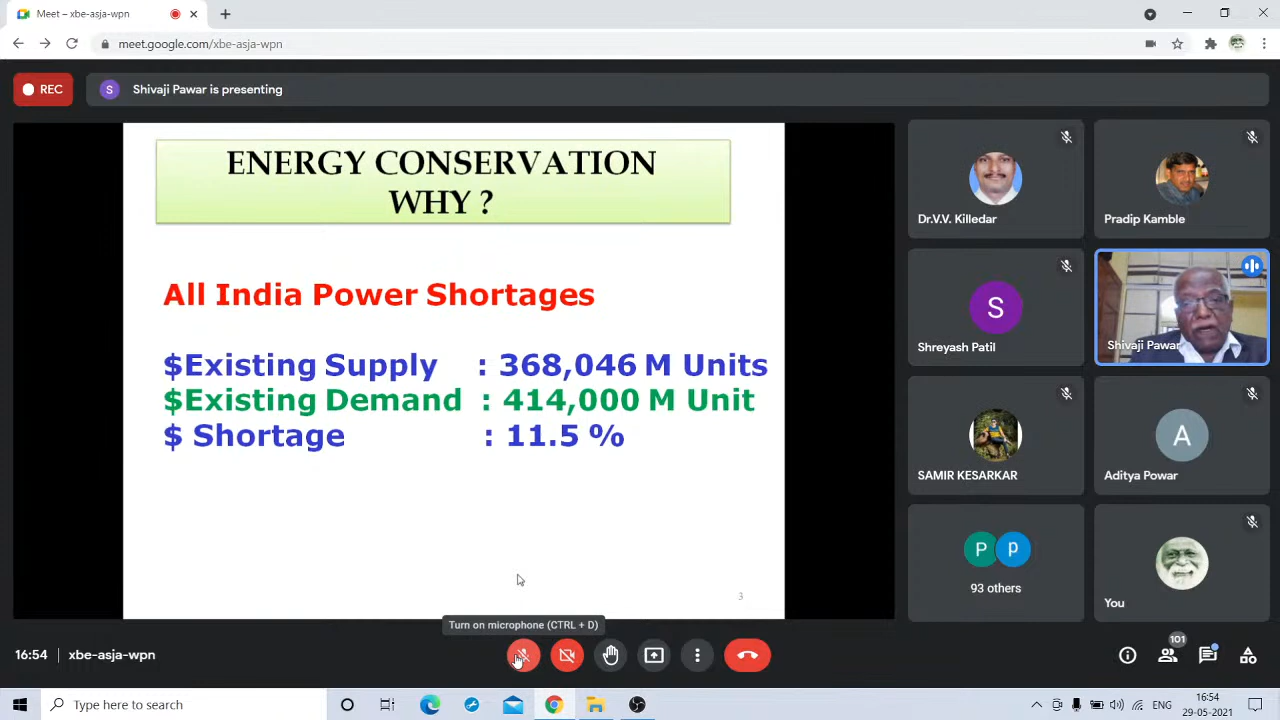 Meet – xbe-asja-wpn
meet.google.com/xbe-asja-wpn
REC
S
Shivaji Pawar is presenting
ENERGY CONSERVATION
WHY ?
All India Power Shortages
$Existing Supply : 368,046 M Units
$Existing Demand : 414,000 M Unit
$ Shortage : 11.5 %
3
Dr.V.V. Killedar
Pradip Kamble
S
Shreyash Patil
Shivaji Pawar
SAMIR KESARKAR
A
Aditya Powar
P p
93 others
You
Turn on microphone (CTRL + D)
16:54 | xbe-asja-wpn
101
Type here to search
ENG
16:54
29-05-2021